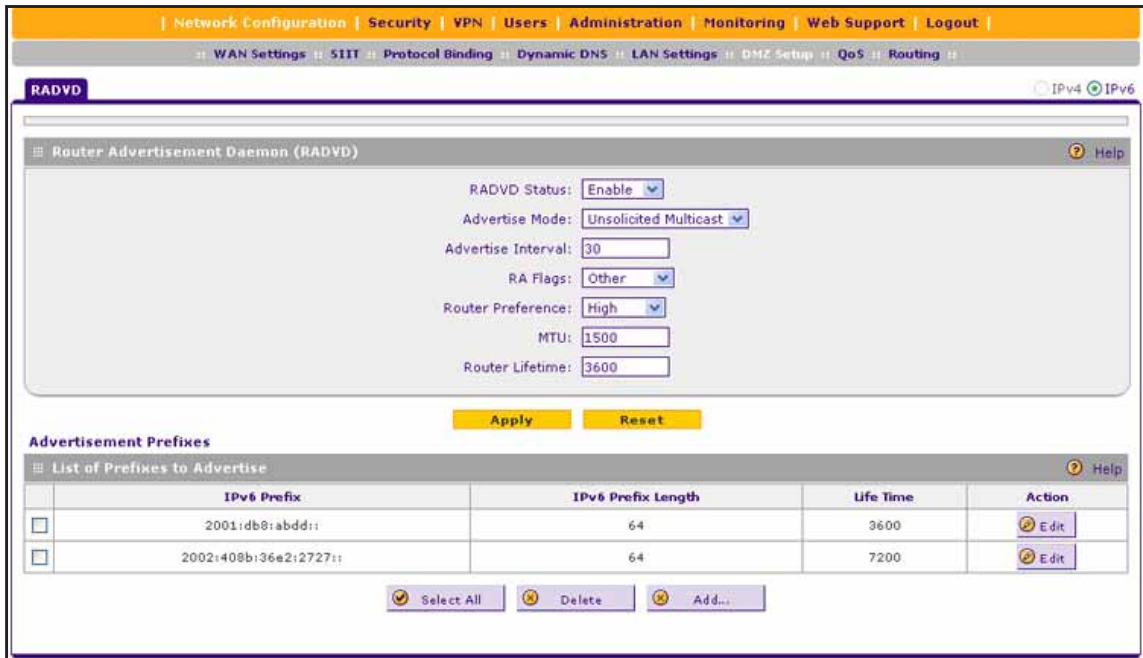 | Network Configuration | Security | VPN | Users | Administration | Monitoring | Web Support | Logout |
:: WAN Settings :: SIIT :: Protocol Binding :: Dynamic DNS :: LAN Settings :: DMZ Setup :: QoS :: Routing ::
RADVD IPv4 IPv6
Router Advertisement Daemon (RADVD) Help
RADVD Status: Enable
Advertise Mode: Unsolicited Multicast
Advertise Interval: 30
RA Flags: Other
Router Preference: High
MTU: 1500
Router Lifetime: 3600
Apply Reset
Advertisement Prefixes
List of Prefixes to Advertise Help
IPv6 Prefix IPv6 Prefix Length Life Time Action
2001:db8:abdd:: 64 3600 Edit
2002:408b:36e2:2727:: 64 7200 Edit
Select All Delete Add...